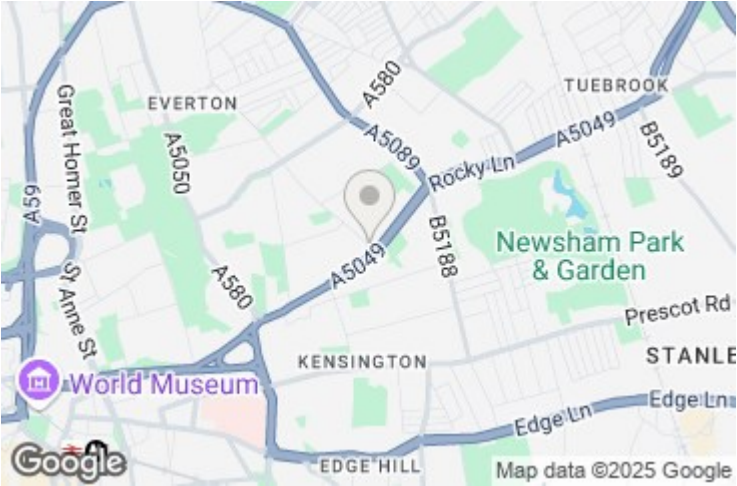 A580
TUEBROOK
EVERTON
Great Homer St
A5050
A5089
A5049
B5189
Rocky Ln
A59
B5188
Newsham Park
& Garden
A5049
St Anne St
A580
Prescot Rd
KENSINGTON
STANLE
World Museum
Edge Ln
Edge Ln
EDGE HILL
Google
Map data ©2025 Google